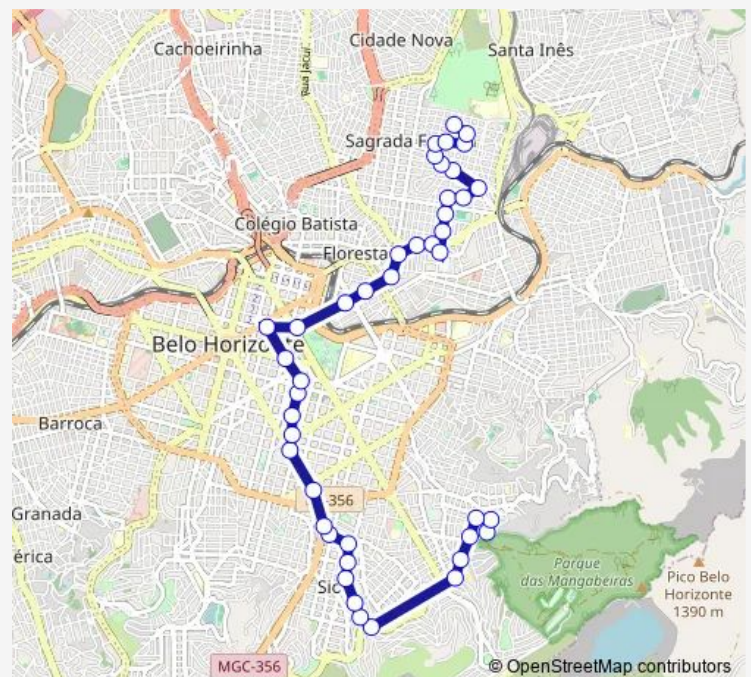 Cidade Nova
Cachoeirinha
Santa Inês
Rua Jacuí
Sagrada F
Colégio Batista
Floresta
Belo Horizonte
Barroca
-356
Granada
érica
Parque
das Mangabeiras
Pico Belo
Horizonte
1390 m
Sio
MGC-356
© OpenStreetMap contributors